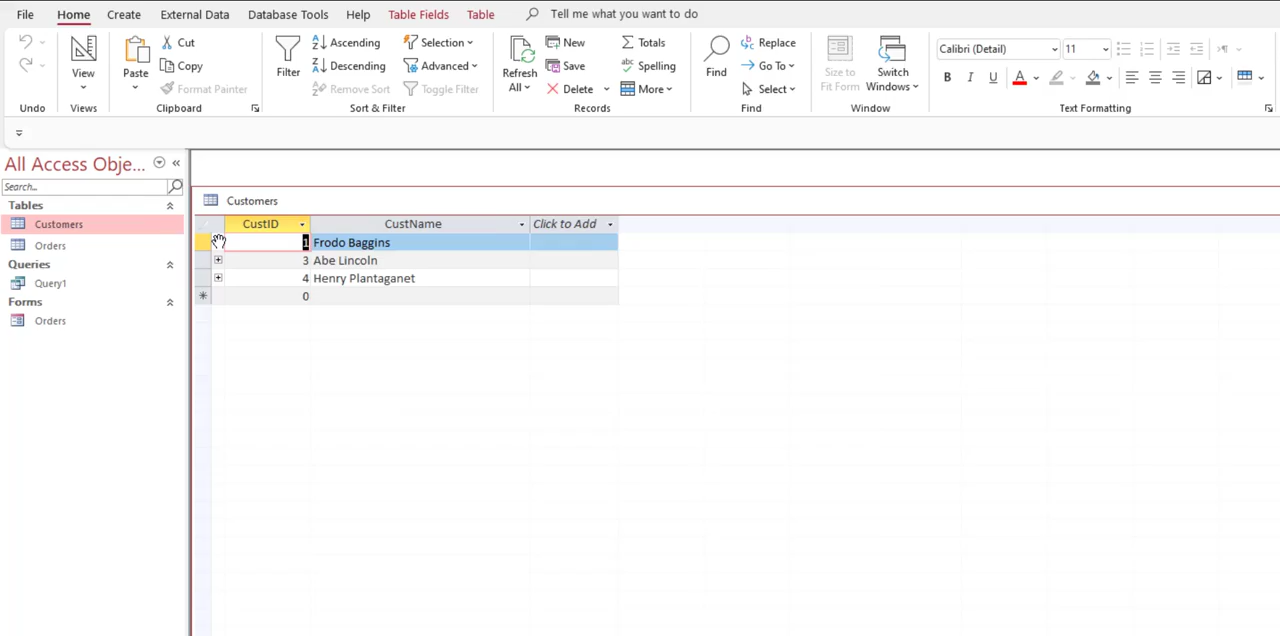 File Home Create External Data Database Tools Help Table Fields Table Tell me what you want to do
Undo
View
Views
Paste
Cut
Copy
Format Painter
Clipboard
Filter
Ascending
Descending
Remove Sort
Selection
Advanced
Toggle Filter
Sort & Filter
Refresh
All
New
Save
Delete
Totals
Spelling
More
Records
Find
Replace
Go To
Select
Find
Size to
Fit Form
Switch
Windows
Window
Calibri (Detail) 11
B I U A
Text Formatting
All Access Obje...
Search...
Tables
Customers
Orders
Queries
Query1
Forms
Orders
Customers
CustID CustName Click to Add
1 Frodo Baggins
3 Abe Lincoln
4 Henry Plantaganet
0